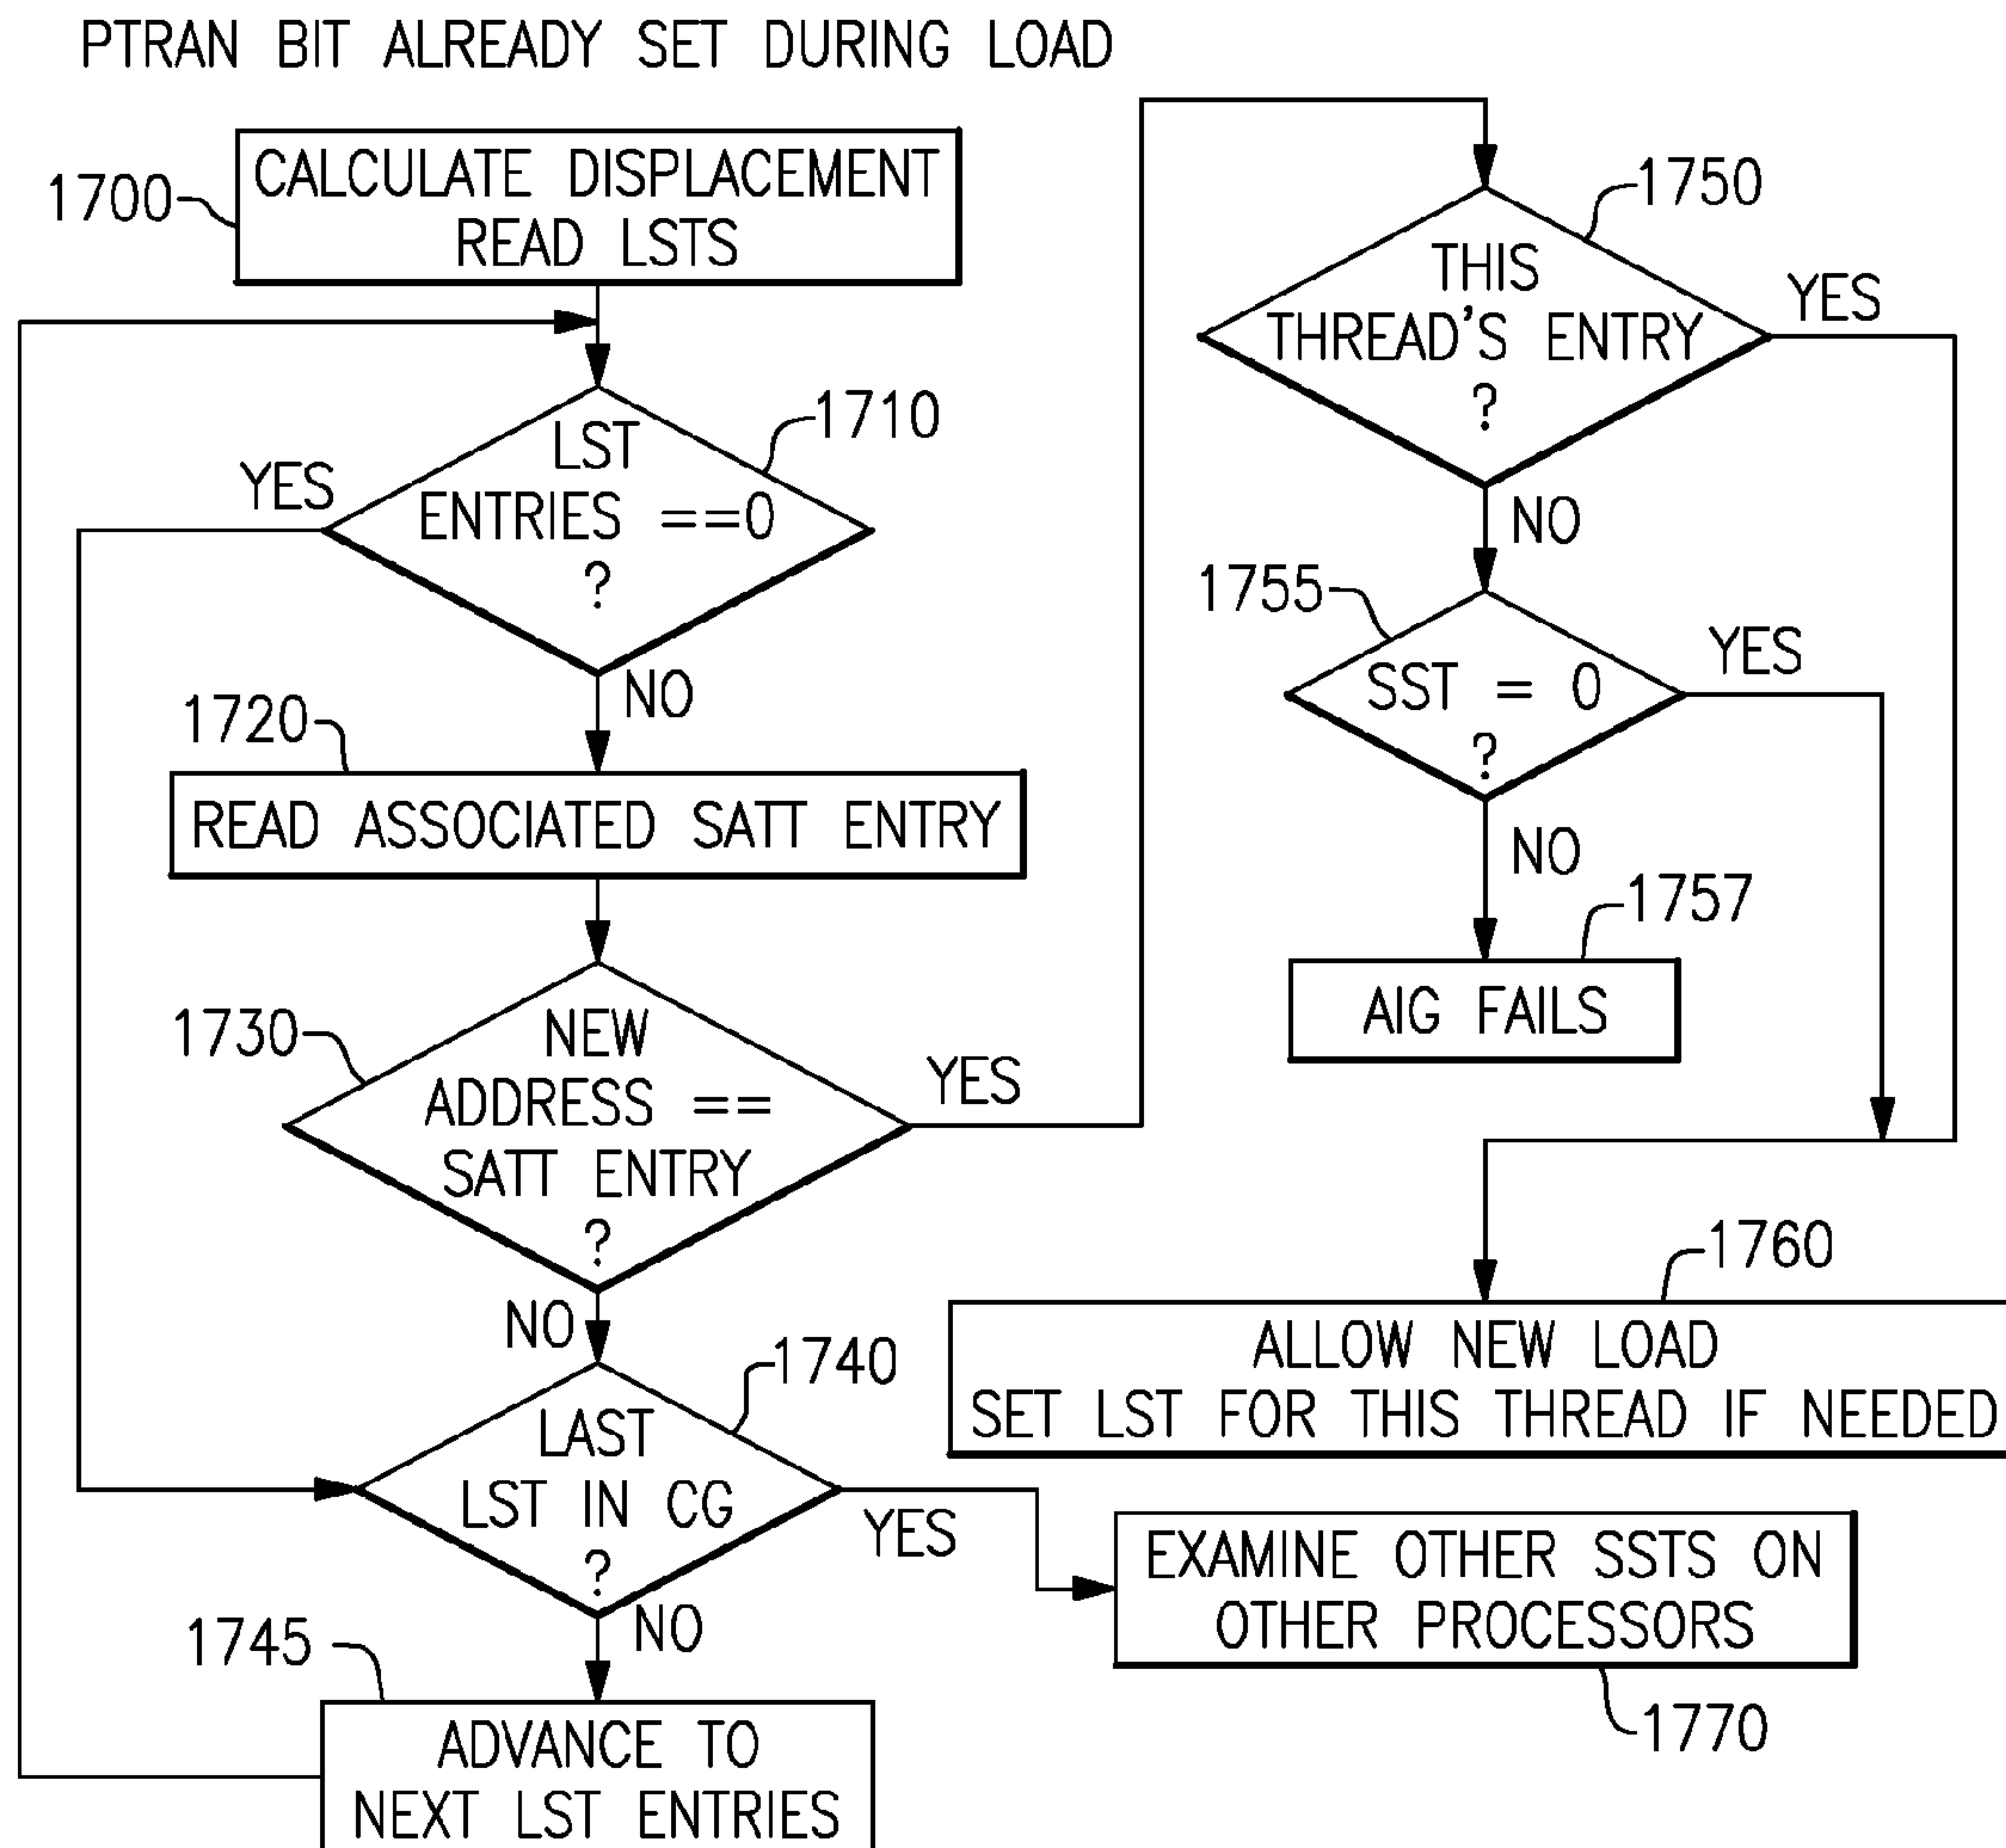 PTRAN BIT ALREADY SET DURING LOAD
1700
CALCULATE DISPLACEMENT
READ LSTS
1710
LST
ENTRIES ==0
?
YES
NO
1720
READ ASSOCIATED SATT ENTRY
1730
NEW
ADDRESS ==
SATT ENTRY
?
YES
NO
1740
LAST
LST IN CG
?
YES
NO
1745
ADVANCE TO
NEXT LST ENTRIES
1750
THIS
THREAD'S ENTRY
?
YES
NO
1755
SST = 0
?
YES
NO
1757
AIG FAILS
1760
ALLOW NEW LOAD
SET LST FOR THIS THREAD IF NEEDED
EXAMINE OTHER SSTS ON
OTHER PROCESSORS
1770